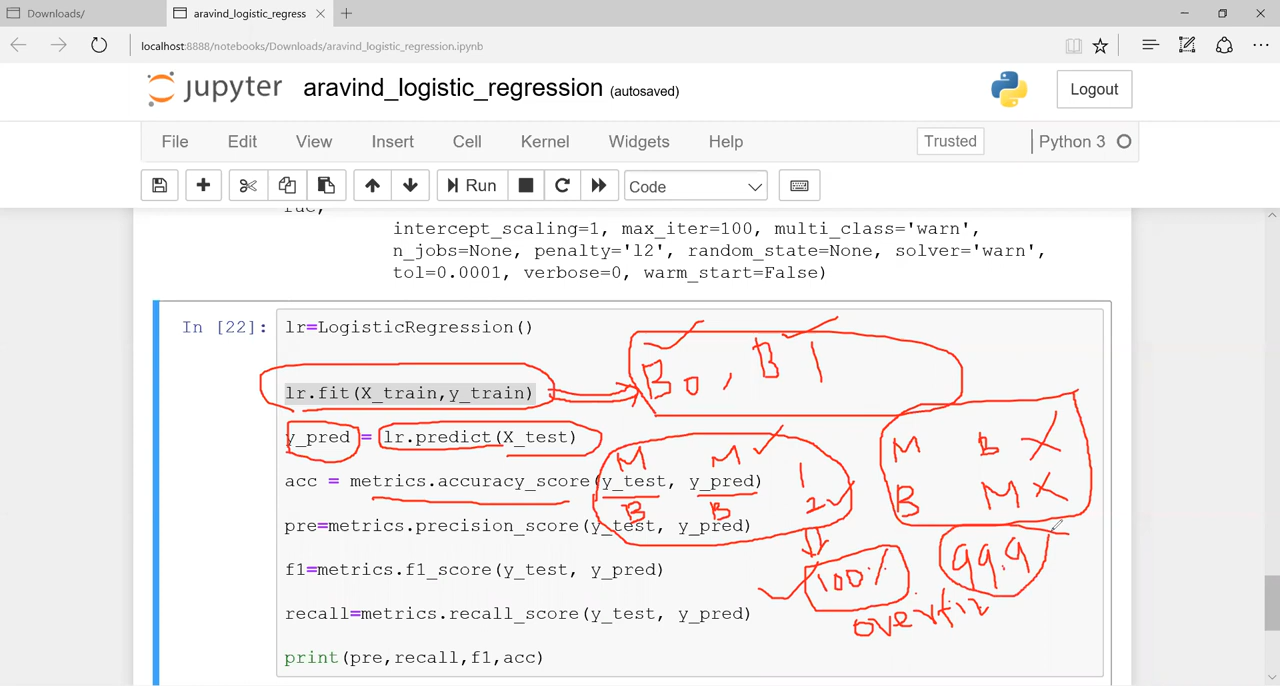 Downloads/
aravind_logistic_regress
localhost:8888/notebooks/Downloads/aravind_logistic_regression.ipynb
jupyter aravind_logistic_regression (autosaved)
Logout
File Edit View Insert Cell Kernel Widgets Help
Trusted Python 3
Run Code
intercept_scaling=1, max_iter=100, multi_class='warn',
n_jobs=None, penalty='l2', random_state=None, solver='warn',
tol=0.0001, verbose=0, warm_start=False)
In [22]: lr=LogisticRegression()
B0, B1
lr.fit(X_train,y_train)
y_pred = lr.predict(X_test)
M M
M B X
acc = metrics.accuracy_score(y_test, y_pred) 1
B B 2
B M X
pre=metrics.precision_score(y_test, y_pred)
f1=metrics.f1_score(y_test, y_pred)
100% 99.9
recall=metrics.recall_score(y_test, y_pred)
overfit
print(pre,recall,f1,acc)